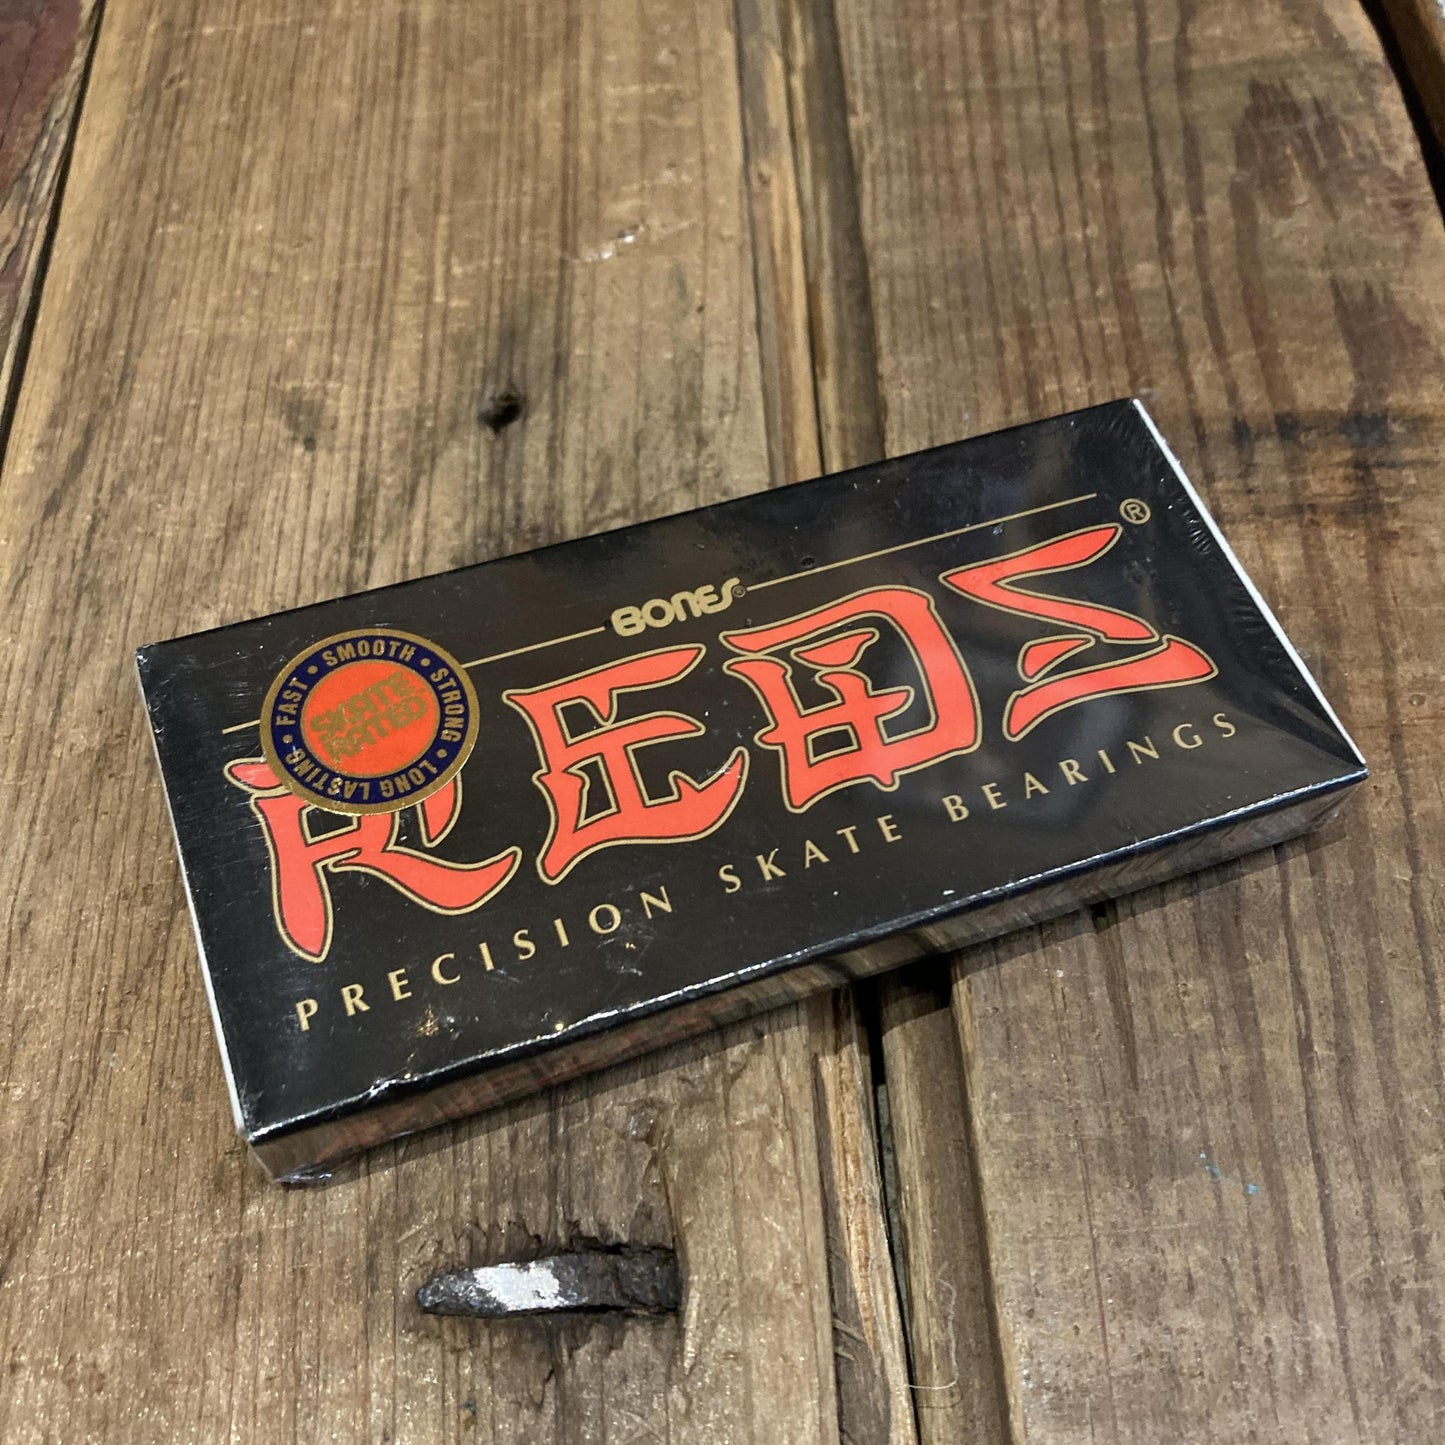 BONES®
REDS®
PRECISION SKATE BEARINGS
SMOOTH • STRONG • LONG LASTING • FAST •
SKATE
RATED